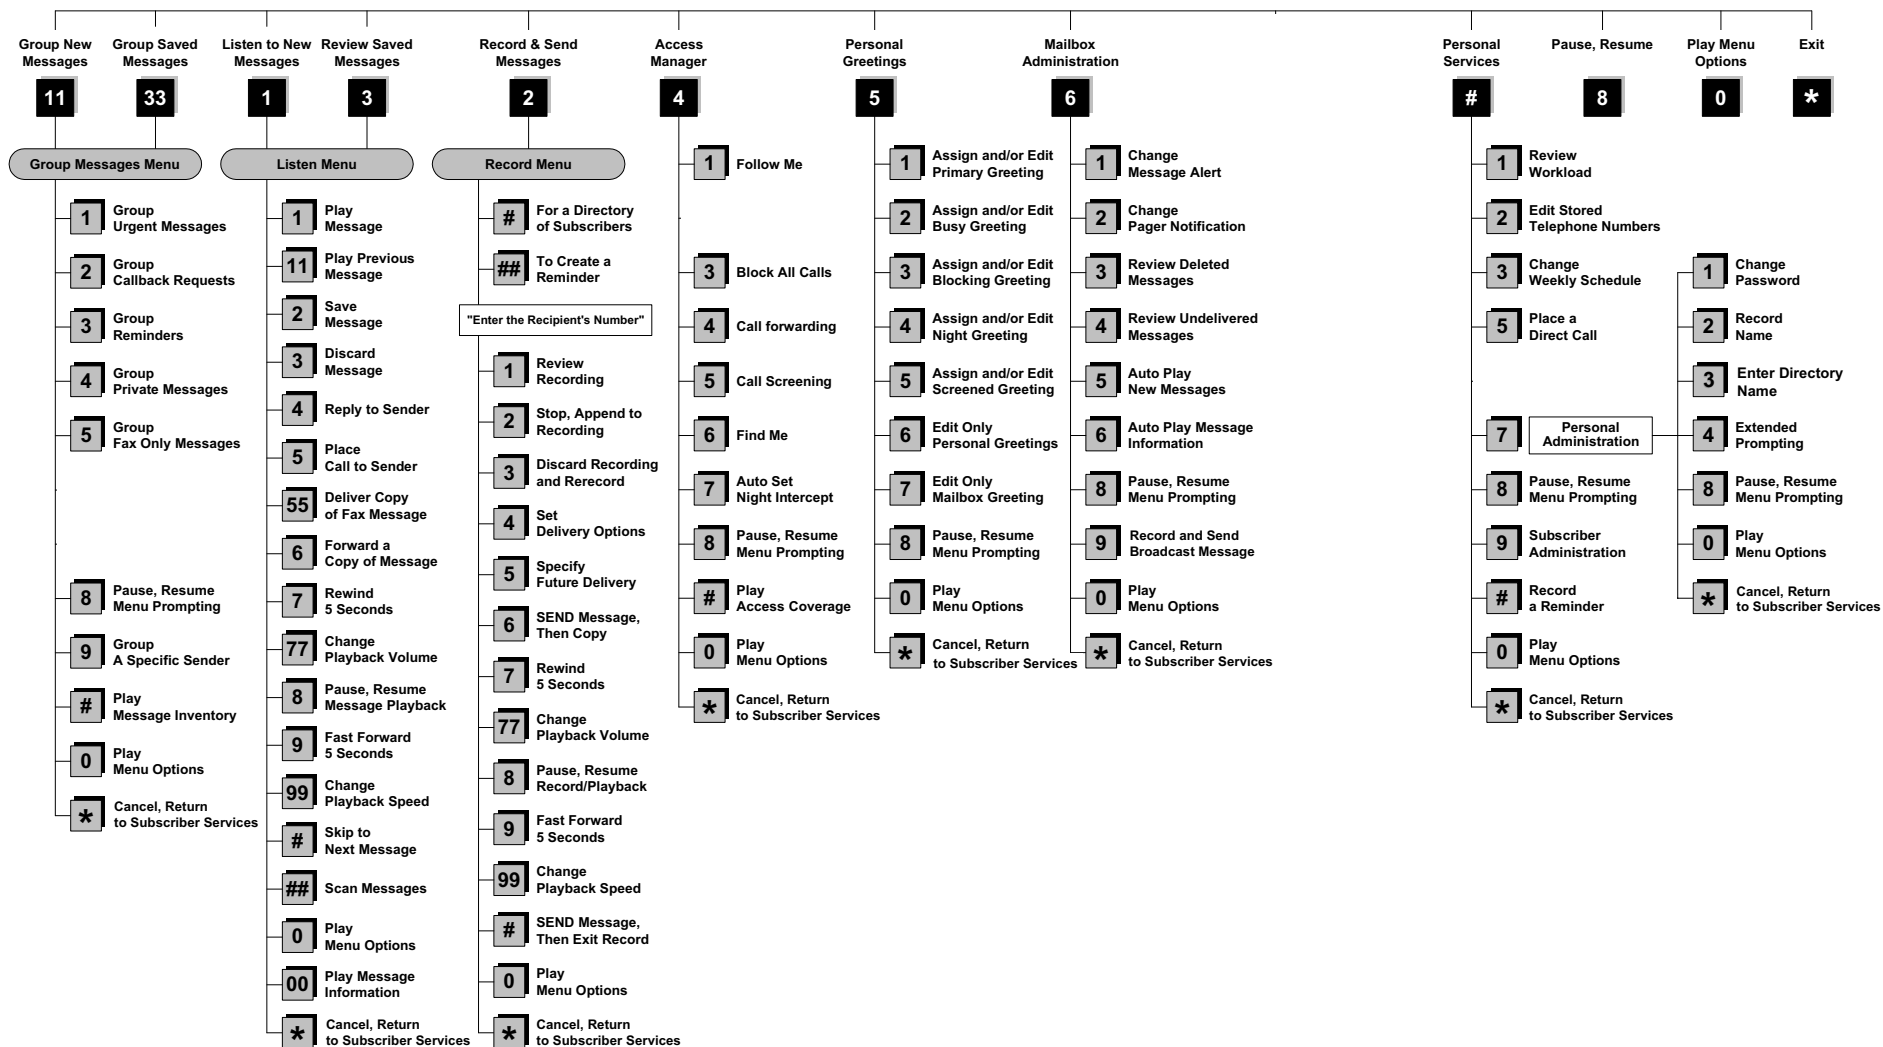 Group New
Messages
11
Group Saved
Messages
33
Listen to New
Messages
1
Review Saved
Messages
3
Record & Send
Messages
2
Access
Manager
4
Personal
Greetings
5
Mailbox
Administration
6
Personal
Services
#
Pause, Resume
8
Play Menu
Options
0
Exit
*
Group Messages Menu
1
Group
Urgent Messages
2
Group
Callback Requests
3
Group
Reminders
4
Group
Private Messages
5
Group
Fax Only Messages
8
Pause, Resume
Menu Prompting
9
Group
A Specific Sender
#
Play
Message Inventory
0
Play
Menu Options
*
Cancel, Return
to Subscriber Services
Listen Menu
1
Play
Message
11
Play Previous
Message
2
Save
Message
3
Discard
Message
4
Reply to Sender
5
Place
Call to Sender
55
Deliver Copy
of Fax Message
6
Forward a
Copy of Message
7
Rewind
5 Seconds
77
Change
Playback Volume
8
Pause, Resume
Message Playback
9
Fast Forward
5 Seconds
99
Change
Playback Speed
#
Skip to
Next Message
##
Scan Messages
0
Play
Menu Options
00
Play Message
Information
*
Cancel, Return
to Subscriber Services
Record Menu
#
For a Directory
of Subscribers
##
To Create a
Reminder
"Enter the Recipient's Number"
1
Review
Recording
2
Stop, Append to
Recording
3
Discard Recording
and Rerecord
4
Set
Delivery Options
5
Specify
Future Delivery
6
SEND Message,
Then Copy
7
Rewind
5 Seconds
77
Change
Playback Volume
8
Pause, Resume
Record/Playback
9
Fast Forward
5 Seconds
99
Change
Playback Speed
#
SEND Message,
Then Exit Record
0
Play
Menu Options
*
Cancel, Return
to Subscriber Services
1
Follow Me
3
Block All Calls
4
Call forwarding
5
Call Screening
6
Find Me
7
Auto Set
Night Intercept
8
Pause, Resume
Menu Prompting
#
Play
Access Coverage
0
Play
Menu Options
*
Cancel, Return
to Subscriber Services
1
Assign and/or Edit
Primary Greeting
2
Assign and/or Edit
Busy Greeting
3
Assign and/or Edit
Blocking Greeting
4
Assign and/or Edit
Night Greeting
5
Assign and/or Edit
Screened Greeting
6
Edit Only
Personal Greetings
7
Edit Only
Mailbox Greeting
8
Pause, Resume
Menu Prompting
0
Play
Menu Options
*
Cancel, Return
to Subscriber Services
1
Change
Message Alert
2
Change
Pager Notification
3
Review Deleted
Messages
4
Review Undelivered
Messages
5
Auto Play
New Messages
6
Auto Play Message
Information
8
Pause, Resume
Menu Prompting
9
Record and Send
Broadcast Message
0
Play
Menu Options
*
Cancel, Return
to Subscriber Services
1
Review
Workload
2
Edit Stored
Telephone Numbers
3
Change
Weekly Schedule
5
Place a
Direct Call
7
Personal
Administration
8
Pause, Resume
Menu Prompting
9
Subscriber
Administration
#
Record
a Reminder
0
Play
Menu Options
*
Cancel, Return
to Subscriber Services
1
Change
Password
2
Record
Name
3
Enter Directory
Name
4
Extended
Prompting
8
Pause, Resume
Menu Prompting
0
Play
Menu Options
*
Cancel, Return
to Subscriber Services